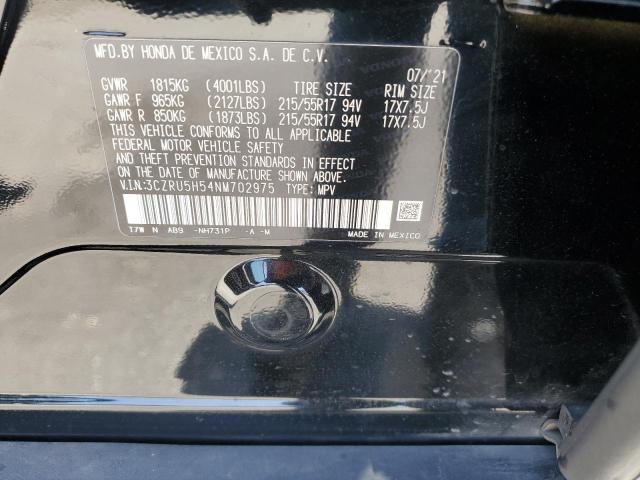 MFD.BY HONDA DE MEXICO S.A. DE C.V.
07/'21
GVWR 1815KG (4001LBS) TIRE SIZE RIM SIZE
GAWR F 965KG (2127LBS) 215/55R17 94V 17X7.5J
GAWR R 850KG (1873LBS) 215/55R17 94V 17X7.5J
THIS VEHICLE CONFORMS TO ALL APPLICABLE
FEDERAL MOTOR VEHICLE SAFETY
AND THEFT PREVENTION STANDARDS IN EFFECT
ON THE DATE OF MANUFACTURE SHOWN ABOVE.
V.I.N:3CZRU5H54NM702975 TYPE: MPV
T7W N AB9 -NH731P -A -M MADE IN MEXICO